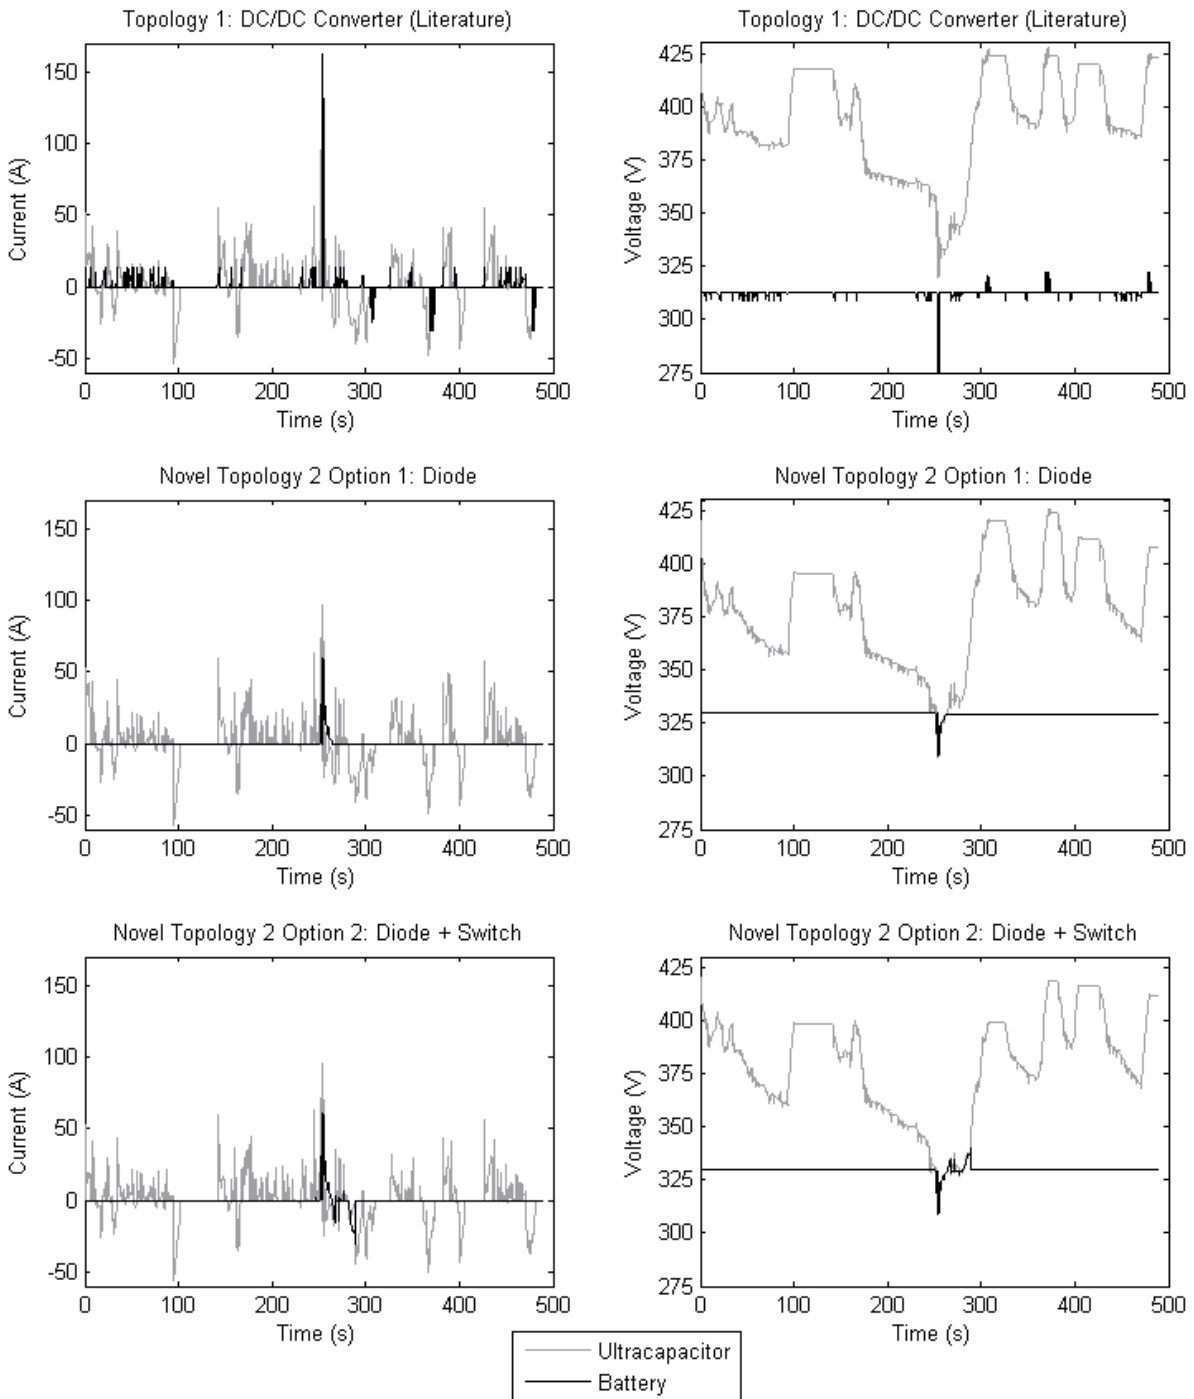 Topology 1: DC/DC Converter (Literature)
150
100
50
0
-50
Current (A)
0 100 200 300 400 500
Time (s)
Topology 1: DC/DC Converter (Literature)
425
400
375
350
325
300
275
Voltage (V)
0 100 200 300 400 500
Time (s)
Novel Topology 2 Option 1: Diode
150
100
50
0
-50
Current (A)
0 100 200 300 400 500
Time (s)
Novel Topology 2 Option 1: Diode
425
400
375
350
325
300
275
Voltage (V)
0 100 200 300 400 500
Time (s)
Novel Topology 2 Option 2: Diode + Switch
150
100
50
0
-50
Current (A)
0 100 200 300 400 500
Time (s)
Novel Topology 2 Option 2: Diode + Switch
425
400
375
350
325
300
275
Voltage (V)
0 100 200 300 400 500
Time (s)
Ultracapacitor
Battery